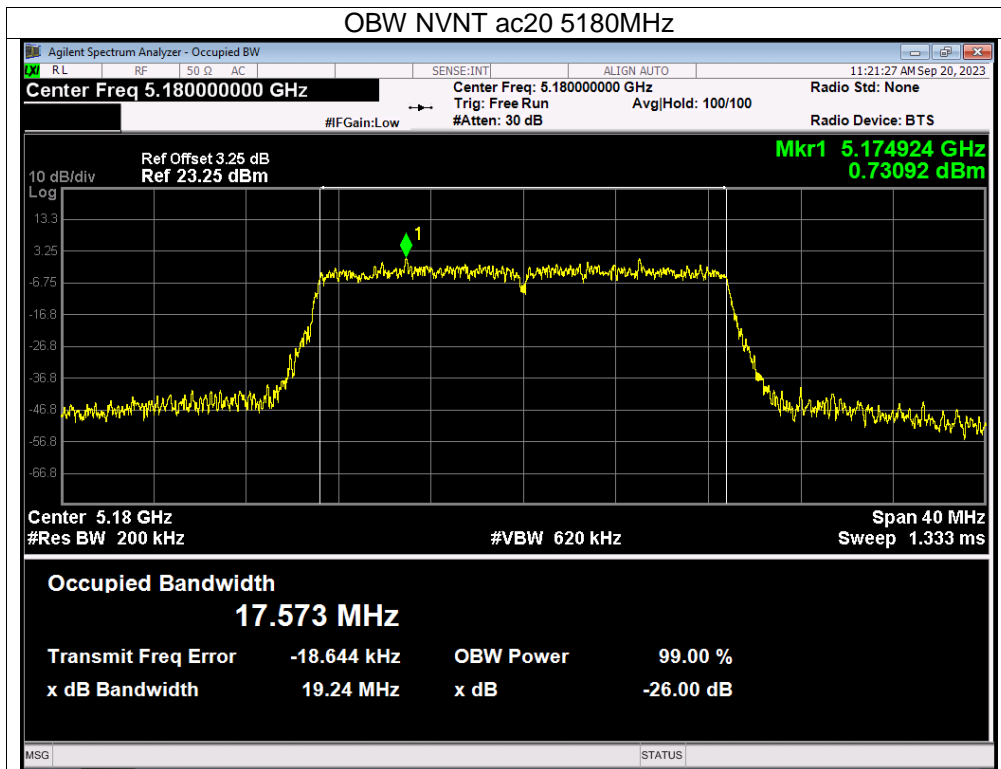 OBW NVNT ac20 5180MHz
Agilent Spectrum Analyzer - Occupied BW
LXI RL RF 50 Ω AC SENSE:INT ALIGN AUTO 11:21:27 AM Sep 20, 2023
Center Freq 5.180000000 GHz Center Freq: 5.180000000 GHz Radio Std: None
Trig: Free Run Avg|Hold: 100/100
#IFGain:Low #Atten: 30 dB Radio Device: BTS
Mkr1 5.174924 GHz
0.73092 dBm
Ref Offset 3.25 dB
10 dB/div Ref 23.25 dBm
Log
13.3
1
3.25
-6.75
-16.8
-26.8
-36.8
-46.8
-56.8
-66.8
Center 5.18 GHz Span 40 MHz
#Res BW 200 kHz #VBW 620 kHz Sweep 1.333 ms
Occupied Bandwidth
17.573 MHz
Transmit Freq Error -18.644 kHz OBW Power 99.00 %
x dB Bandwidth 19.24 MHz x dB -26.00 dB
MSG STATUS